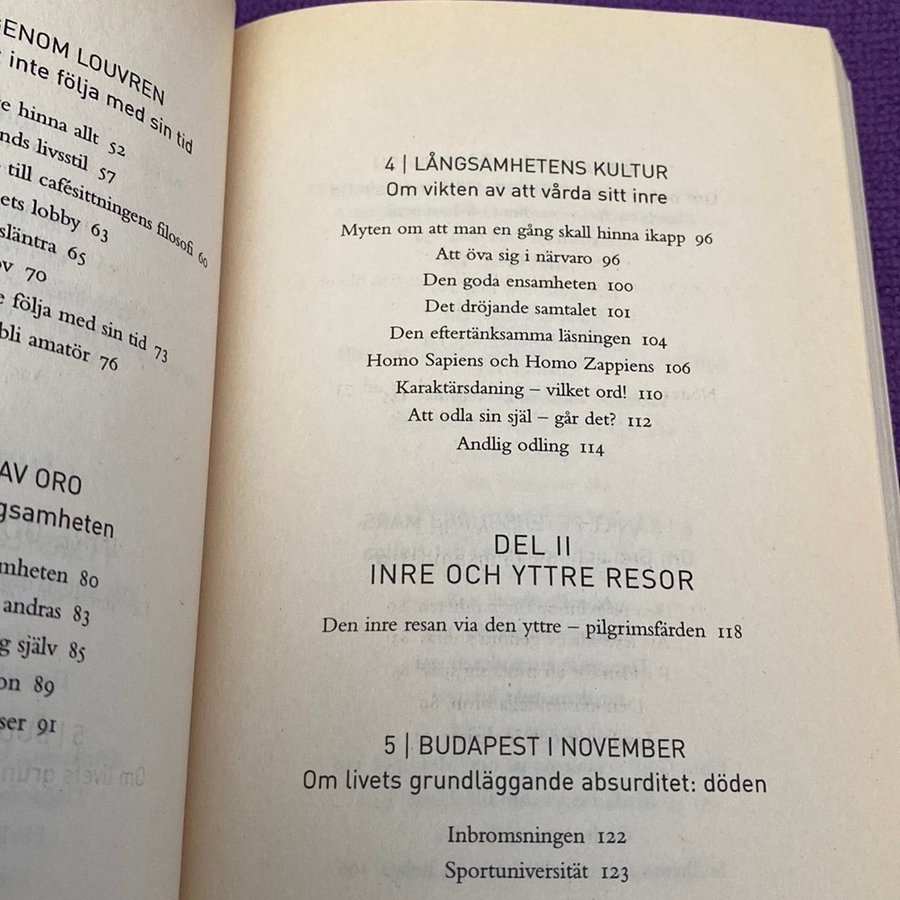 GENOM LOUVREN
inte följa med sin tid
hinna allt 52
livsstil 57
till cafésittningens filosofi 60
lobby 63
65
70
följa med sin tid 73
bli amatör 76
AV ORO
80
andras 83
själv 85
89
91
4 | LÅNGSAMHETENS KULTUR
Om vikten av att vårda sitt inre
Myten om att man en gång skall hinna ikapp 96
Att öva sig i närvaro 96
Den goda ensamheten 100
Det dröjande samtalet 101
Den eftertänksamma läsningen 104
Homo Sapiens och Homo Zappiens 106
Karaktärsdaning – vilket ord! 110
Att odla sin själ – går det? 112
Andlig odling 114
DEL II
INRE OCH YTTRE RESOR
Den inre resan via den yttre – pilgrimsfärden 118
5 | BUDAPEST I NOVEMBER
Om livets grundläggande absurditet: döden
Inbromsningen 122
Sportuniversität 123